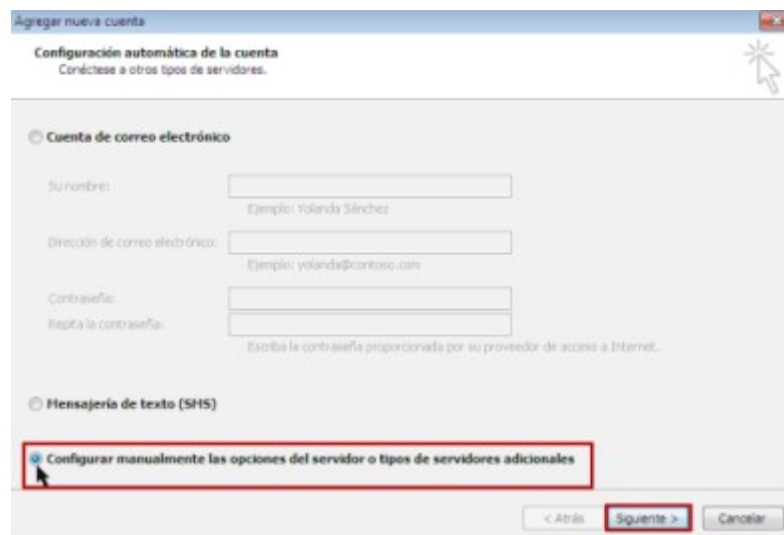 Agregar nueva cuenta
Configuración automática de la cuenta
Conéctese a otros tipos de servidores.
Cuenta de correo electrónico
Su nombre:
Ejemplo: Yolanda Sánchez
Dirección de correo electrónico:
Ejemplo: yolanda@contoso.com
Contraseña:
Repita la contraseña:
Escriba la contraseña proporcionada por su proveedor de acceso a Internet.
Mensajería de texto (SMS)
Configurar manualmente las opciones del servidor o tipos de servidores adicionales
< Atrás Siguiente > Cancelar